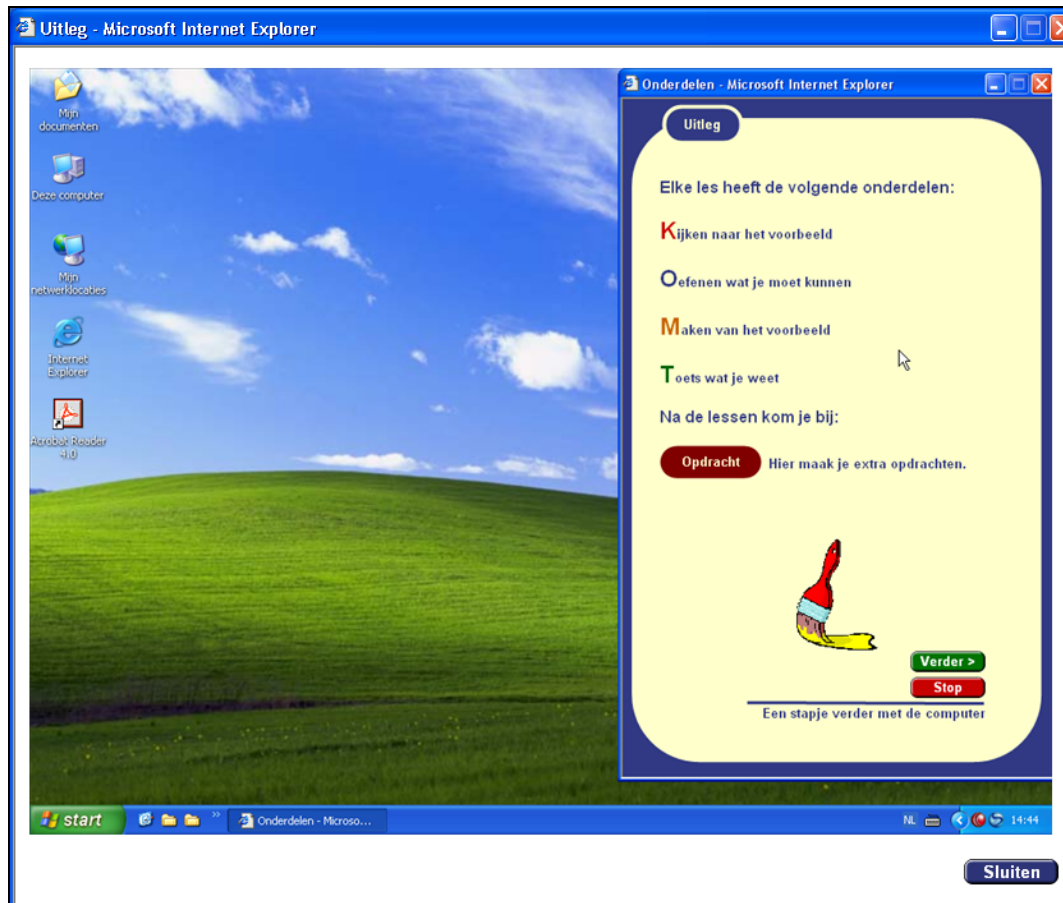 Uitleg - Microsoft Internet Explorer
Mijn
documenten
Deze computer
Mijn
netwerklocaties
Internet
Explorer
Acrobat Reader
4.0
Onderdelen - Microsoft Internet Explorer
Uitleg
Elke les heeft de volgende onderdelen:
Kijken naar het voorbeeld
Oefenen wat je moet kunnen
Maken van het voorbeeld
Toets wat je weet
Na de lessen kom je bij:
Opdracht Hier maak je extra opdrachten.
Verder >
Stop
Een stapje verder met de computer
start » Onderdelen - Microso... NL 14:44
Sluiten